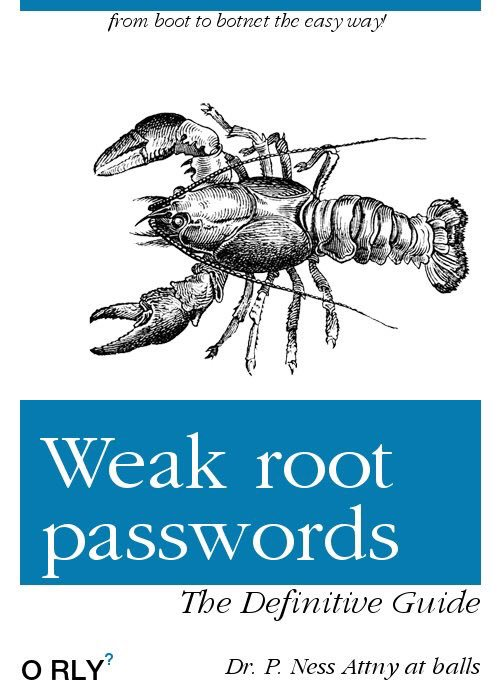 from boot to botnet the easy way!
Weak root
passwords
The Definitive Guide
O RLY?
Dr. P. Ness Attny at balls